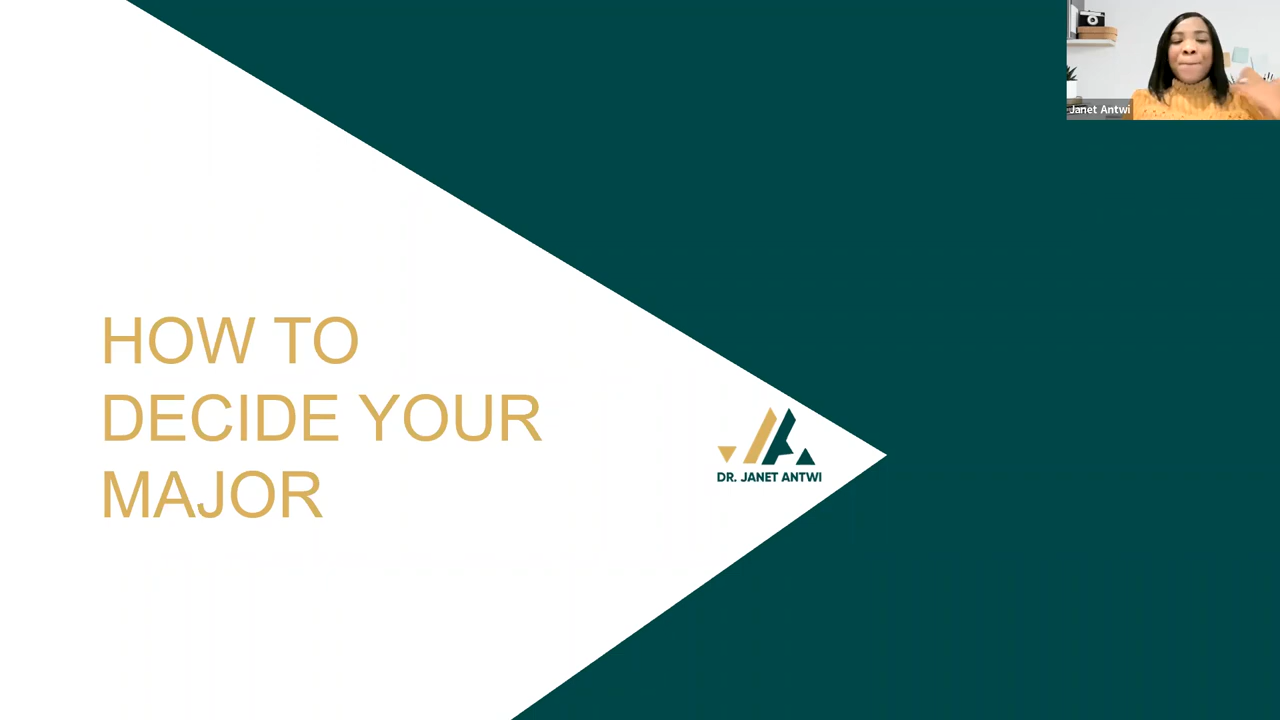 Janet Antwi
HOW TO
DECIDE YOUR
MAJOR
DR. JANET ANTWI